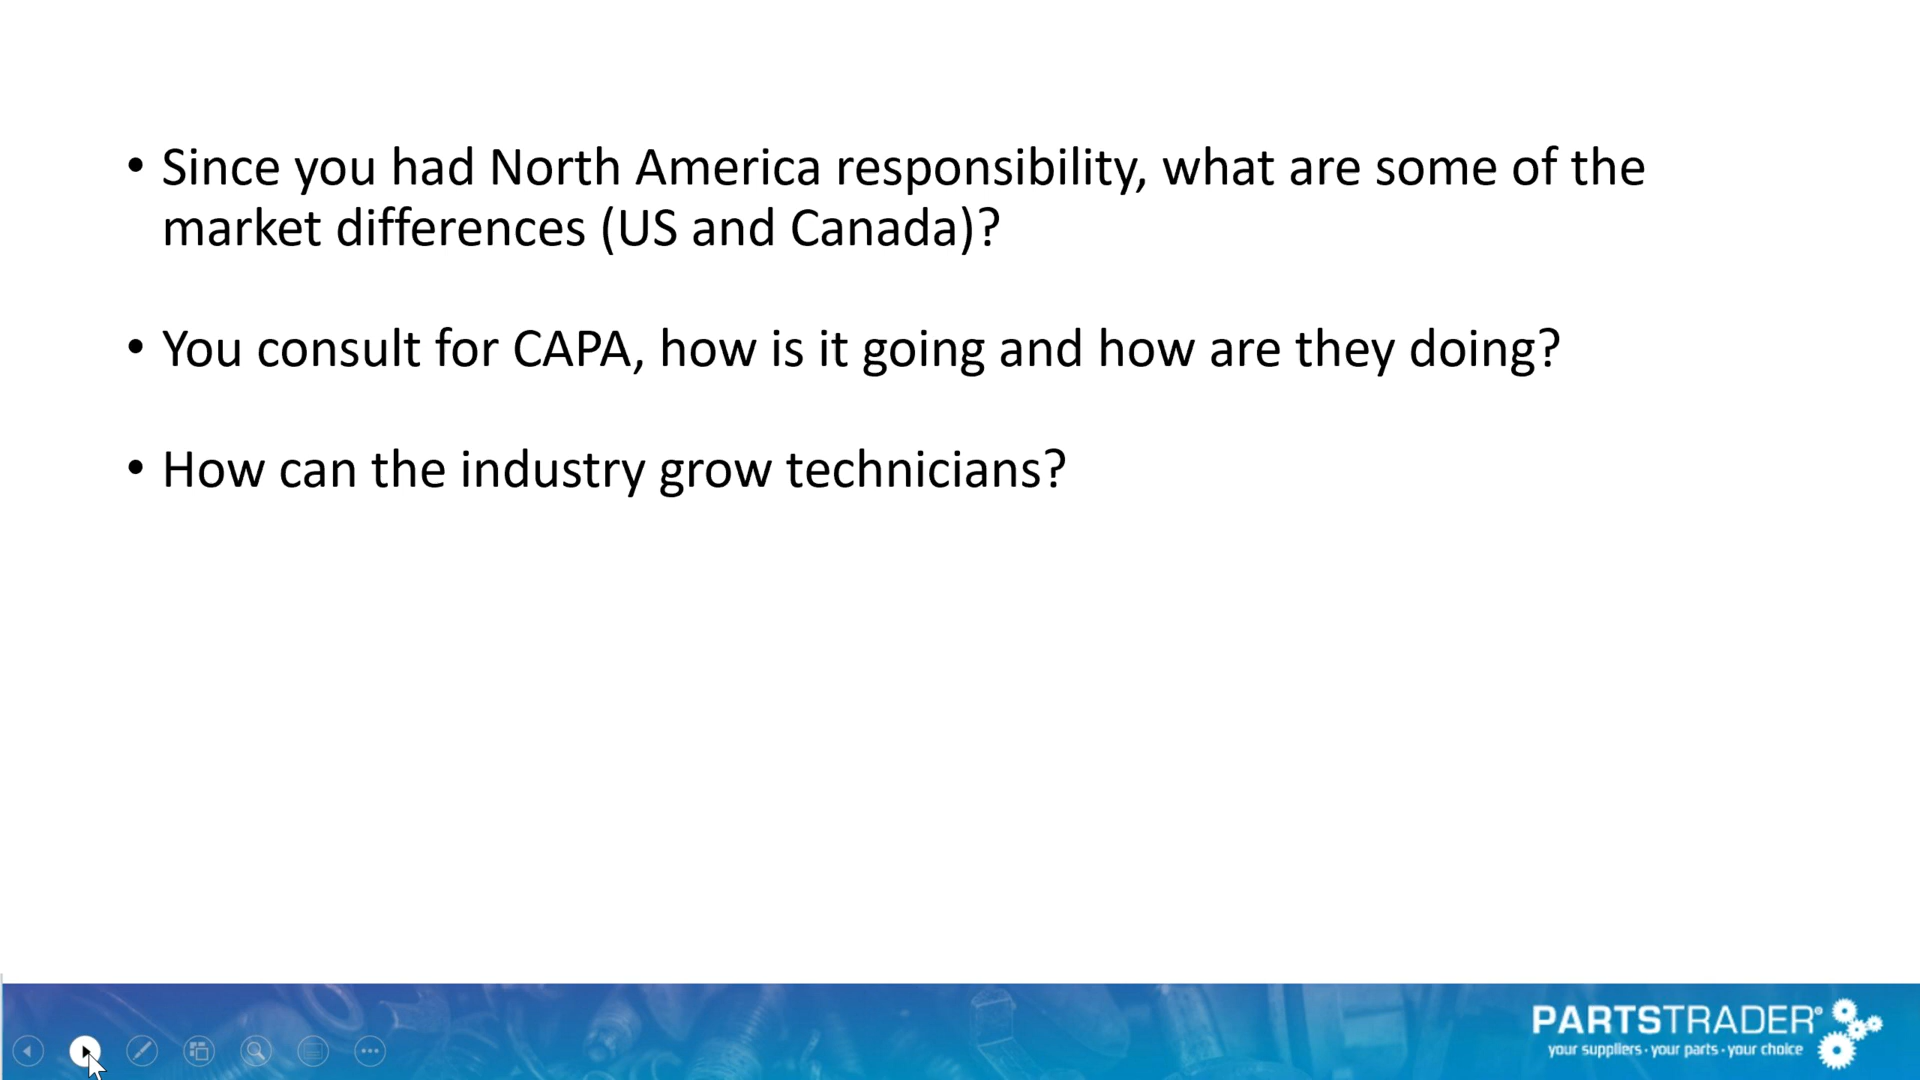 • Since you had North America responsibility, what are some of the
market differences (US and Canada)?
• You consult for CAPA, how is it going and how are they doing?
• How can the industry grow technicians?
PARTSTRADER®
your suppliers · your parts · your choice